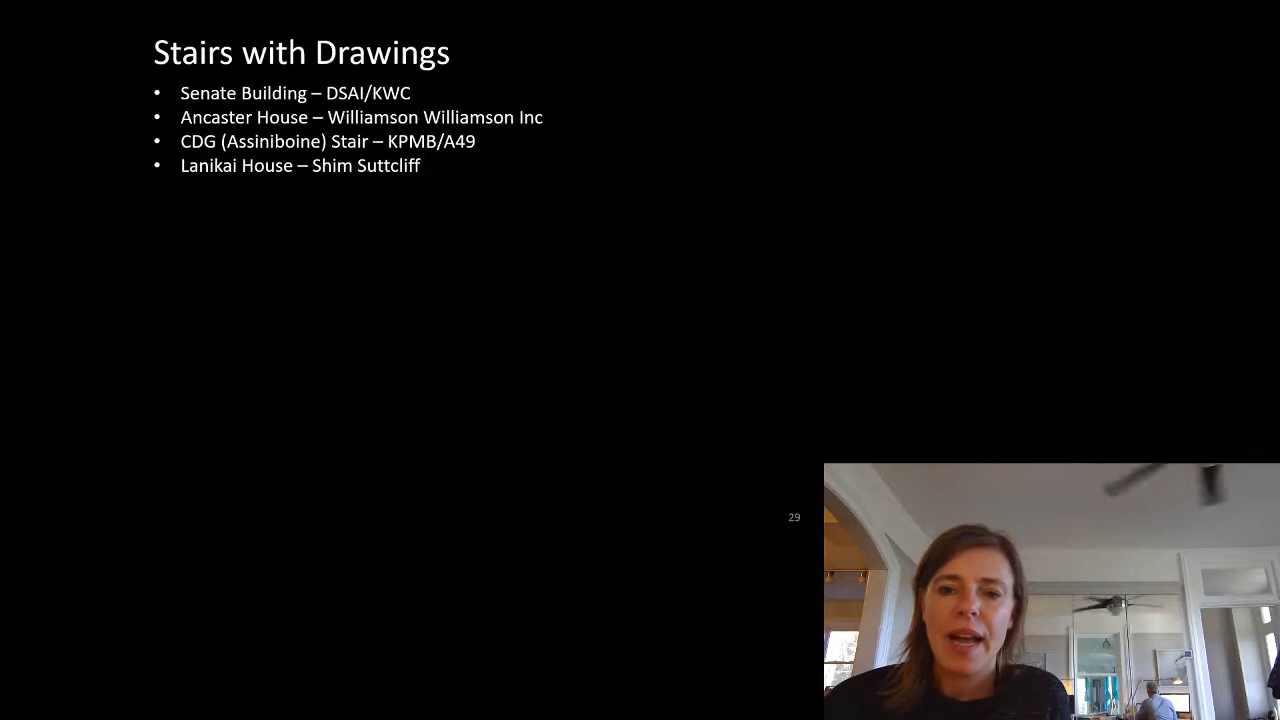 Stairs with Drawings
• Senate Building – DSAI/KWC
• Ancaster House – Williamson Williamson Inc
• CDG (Assiniboine) Stair – KPMB/A49
• Lanikai House – Shim Suttcliff
29